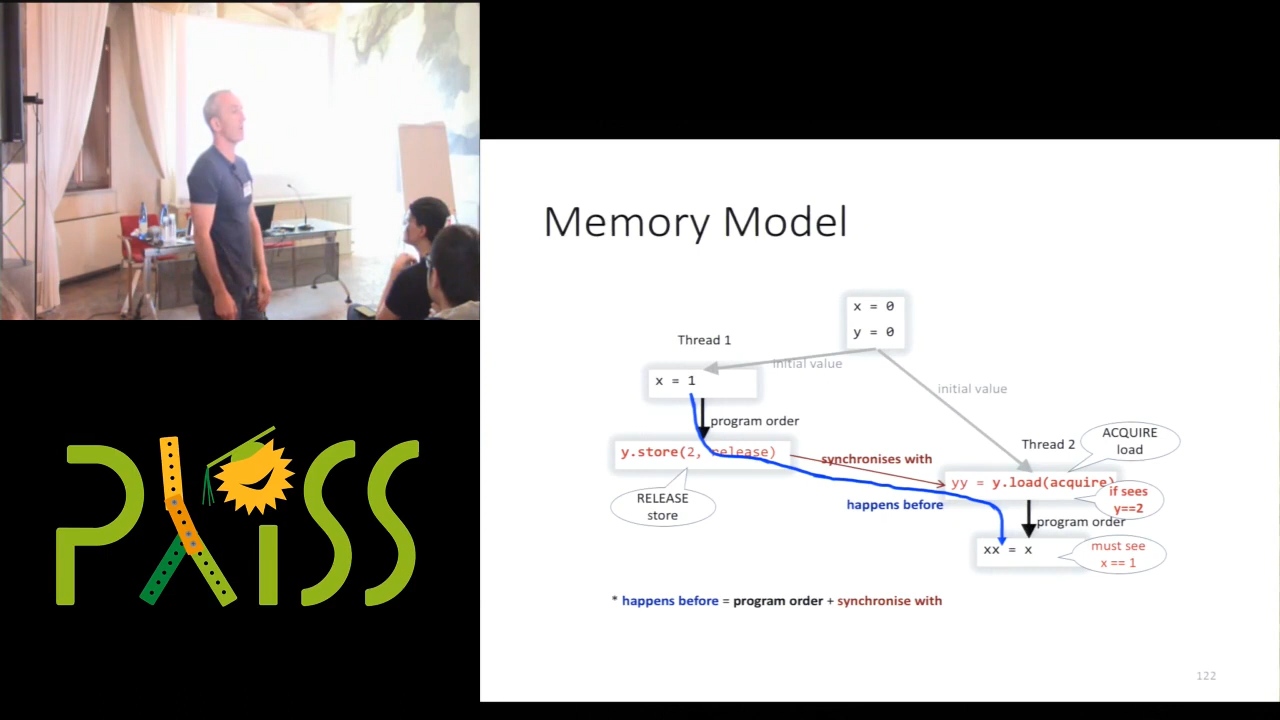 Memory Model
x = 0
y = 0
Thread 1
initial value
x = 1
initial value
program order
Thread 2
ACQUIRE
load
y.store(2, release)
synchronises with
yy = y.load(acquire)
if sees
y==2
RELEASE
store
happens before
program order
xx = x
must see
x == 1
* happens before = program order + synchronise with
122
PLISS